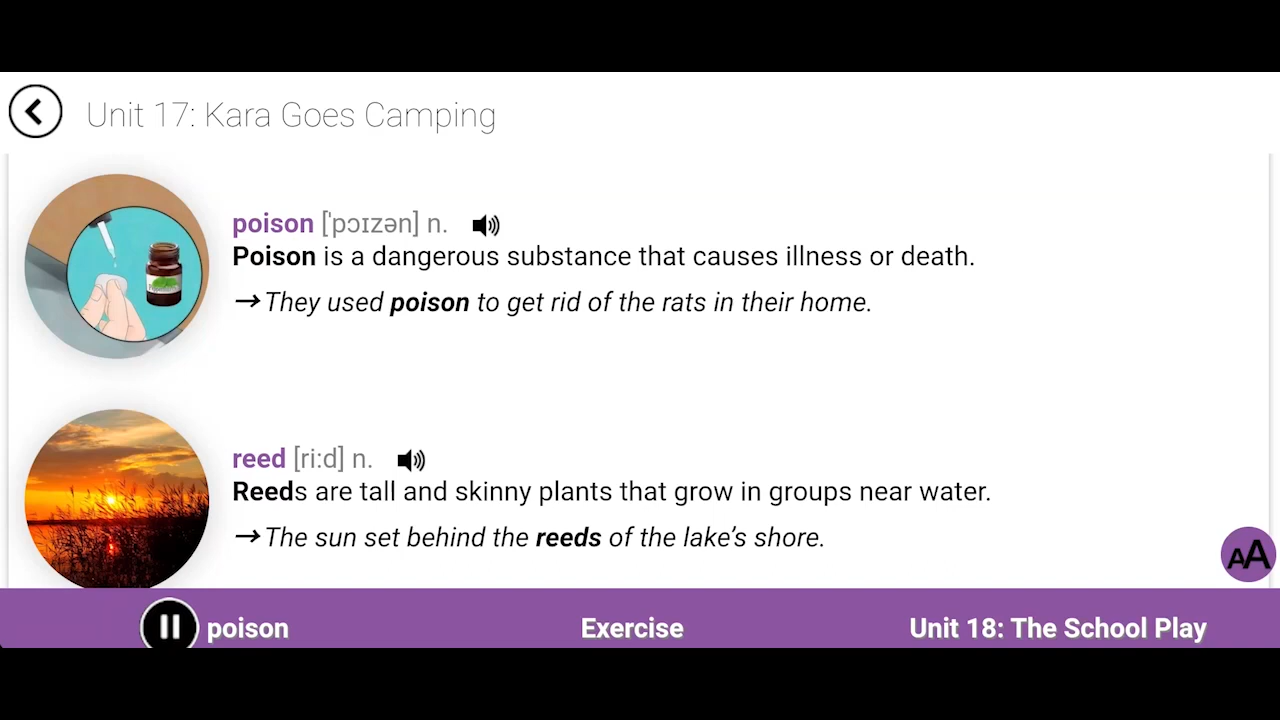 Unit 17: Kara Goes Camping
poison [ˈpɔɪzən] n.
Poison is a dangerous substance that causes illness or death.
→ They used poison to get rid of the rats in their home.
reed [ri:d] n.
Reeds are tall and skinny plants that grow in groups near water.
→ The sun set behind the reeds of the lake’s shore.
AA
poison Exercise Unit 18: The School Play